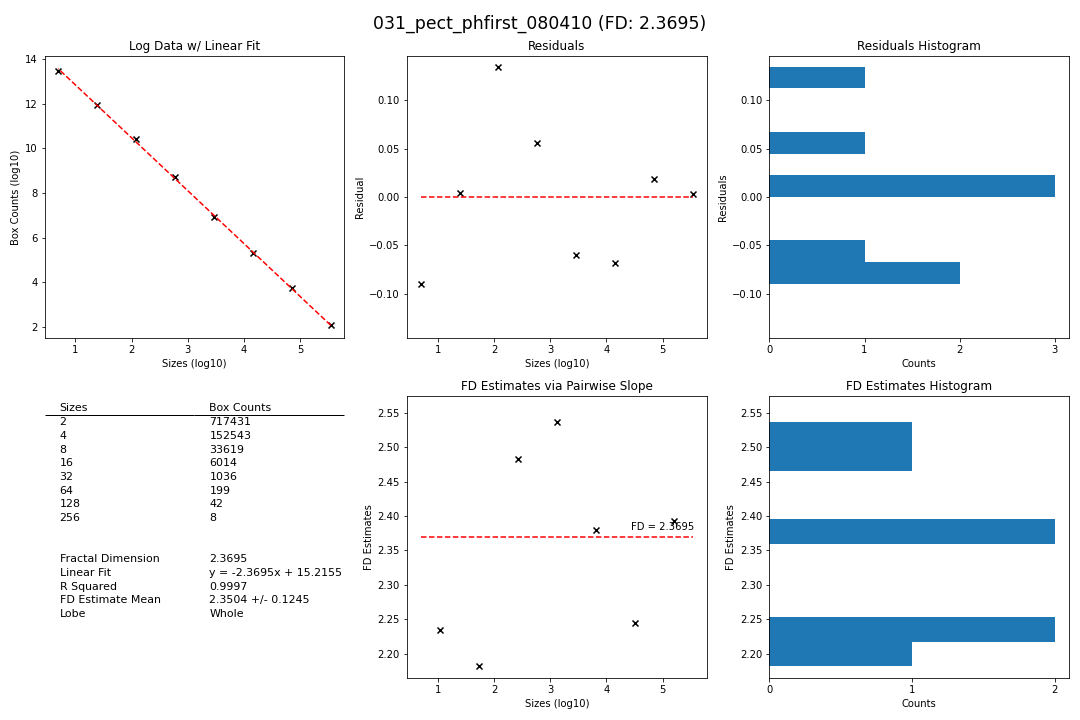 031_pect_phfirst_080410 (FD: 2.3695)
Log Data w/ Linear Fit
14
12
10
8
6
4
2
Box Counts (log10)
1
2
3
4
5
Sizes (log10)
Residuals
0.10
0.05
0.00
−0.05
−0.10
Residual
1
2
3
4
5
Sizes (log10)
Residuals Histogram
0.10
0.05
0.00
−0.05
−0.10
Residuals
0
1
2
3
Counts
Sizes Box Counts
2 717431
4 152543
8 33619
16 6014
32 1036
64 199
128 42
256 8
Fractal Dimension 2.3695
Linear Fit y = -2.3695x + 15.2155
R Squared 0.9997
FD Estimate Mean 2.3504 +/- 0.1245
Lobe Whole
FD Estimates via Pairwise Slope
2.55
2.50
2.45
2.40
2.35
2.30
2.25
2.20
FD Estimates
FD = 2.3695
1
2
3
4
5
Sizes (log10)
FD Estimates Histogram
2.55
2.50
2.45
2.40
2.35
2.30
2.25
2.20
FD Estimates
0
1
2
Counts